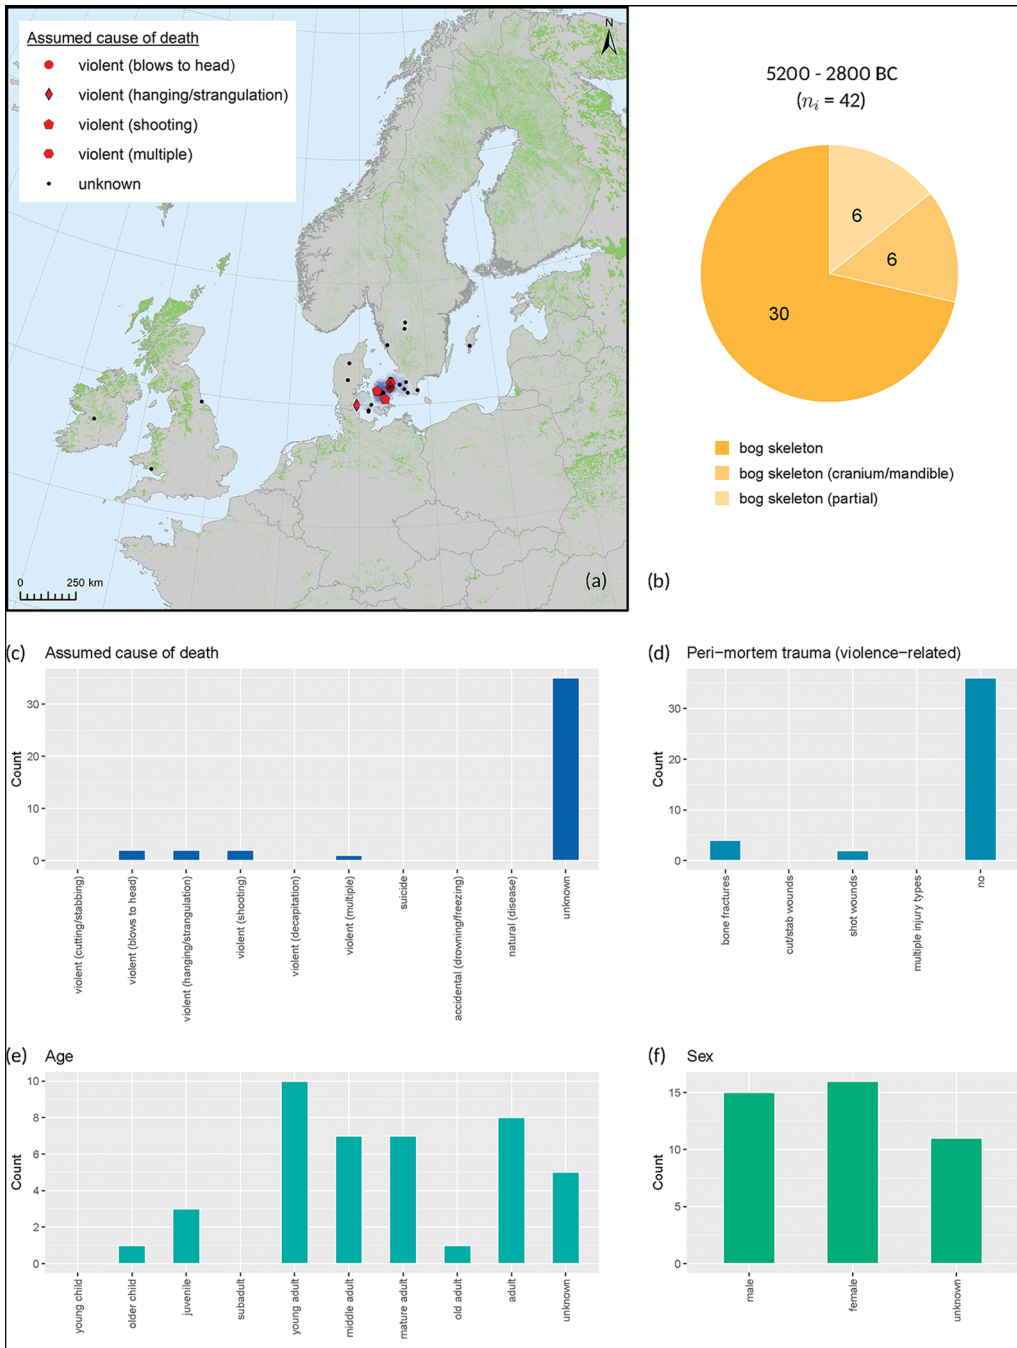 Assumed cause of death
violent (blows to head)
violent (hanging/strangulation)
violent (shooting)
violent (multiple)
unknown
N
0 250 km
(a)
5200 - 2800 BC
(nᵢ = 42)
6
6
30
bog skeleton
bog skeleton (cranium/mandible)
bog skeleton (partial)
(b)
(c) Assumed cause of death
Count
30
20
10
0
violent (cutting/stabbing)
violent (blows to head)
violent (hanging/strangulation)
violent (shooting)
violent (decapitation)
violent (multiple)
suicide
accidental (drowning/freezing)
natural (disease)
unknown
(d) Peri-mortem trauma (violence-related)
Count
30
20
10
0
bone fractures
cut/stab wounds
shot wounds
multiple injury types
no
(e) Age
Count
10
8
6
4
2
0
young child
older child
juvenile
subadult
young adult
middle adult
mature adult
old adult
adult
unknown
(f) Sex
Count
15
10
5
0
male
female
unknown